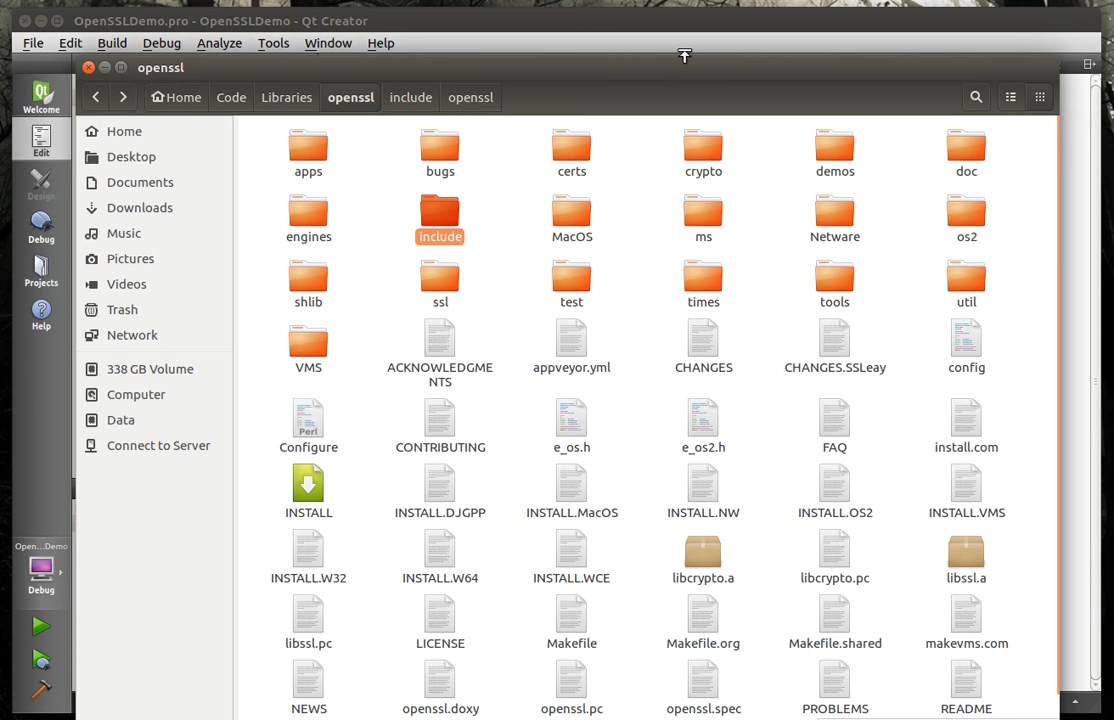 OpenSSLDemo.pro - OpenSSLDemo - Qt Creator
File Edit Build Debug Analyze Tools Window Help
openssl
Home Code Libraries openssl include openssl
Qt
Welcome
Edit
Design
Debug
Projects
Help
Open...Demo
Debug
Home
Desktop
Documents
Downloads
Music
Pictures
Videos
Trash
Network
338 GB Volume
Computer
Data
Connect to Server
apps bugs certs crypto demos doc
engines include MacOS ms Netware os2
shlib ssl test times tools util
VMS ACKNOWLEDGME appveyor.yml CHANGES CHANGES.SSLeay config
NTS
Perl
Configure CONTRIBUTING e_os.h e_os2.h FAQ install.com
INSTALL INSTALL.DJGPP INSTALL.MacOS INSTALL.NW INSTALL.OS2 INSTALL.VMS
INSTALL.W32 INSTALL.W64 INSTALL.WCE libcrypto.a libcrypto.pc libssl.a
libssl.pc LICENSE Makefile Makefile.org Makefile.shared makevms.com
NEWS openssl.doxy openssl.pc openssl.spec PROBLEMS README